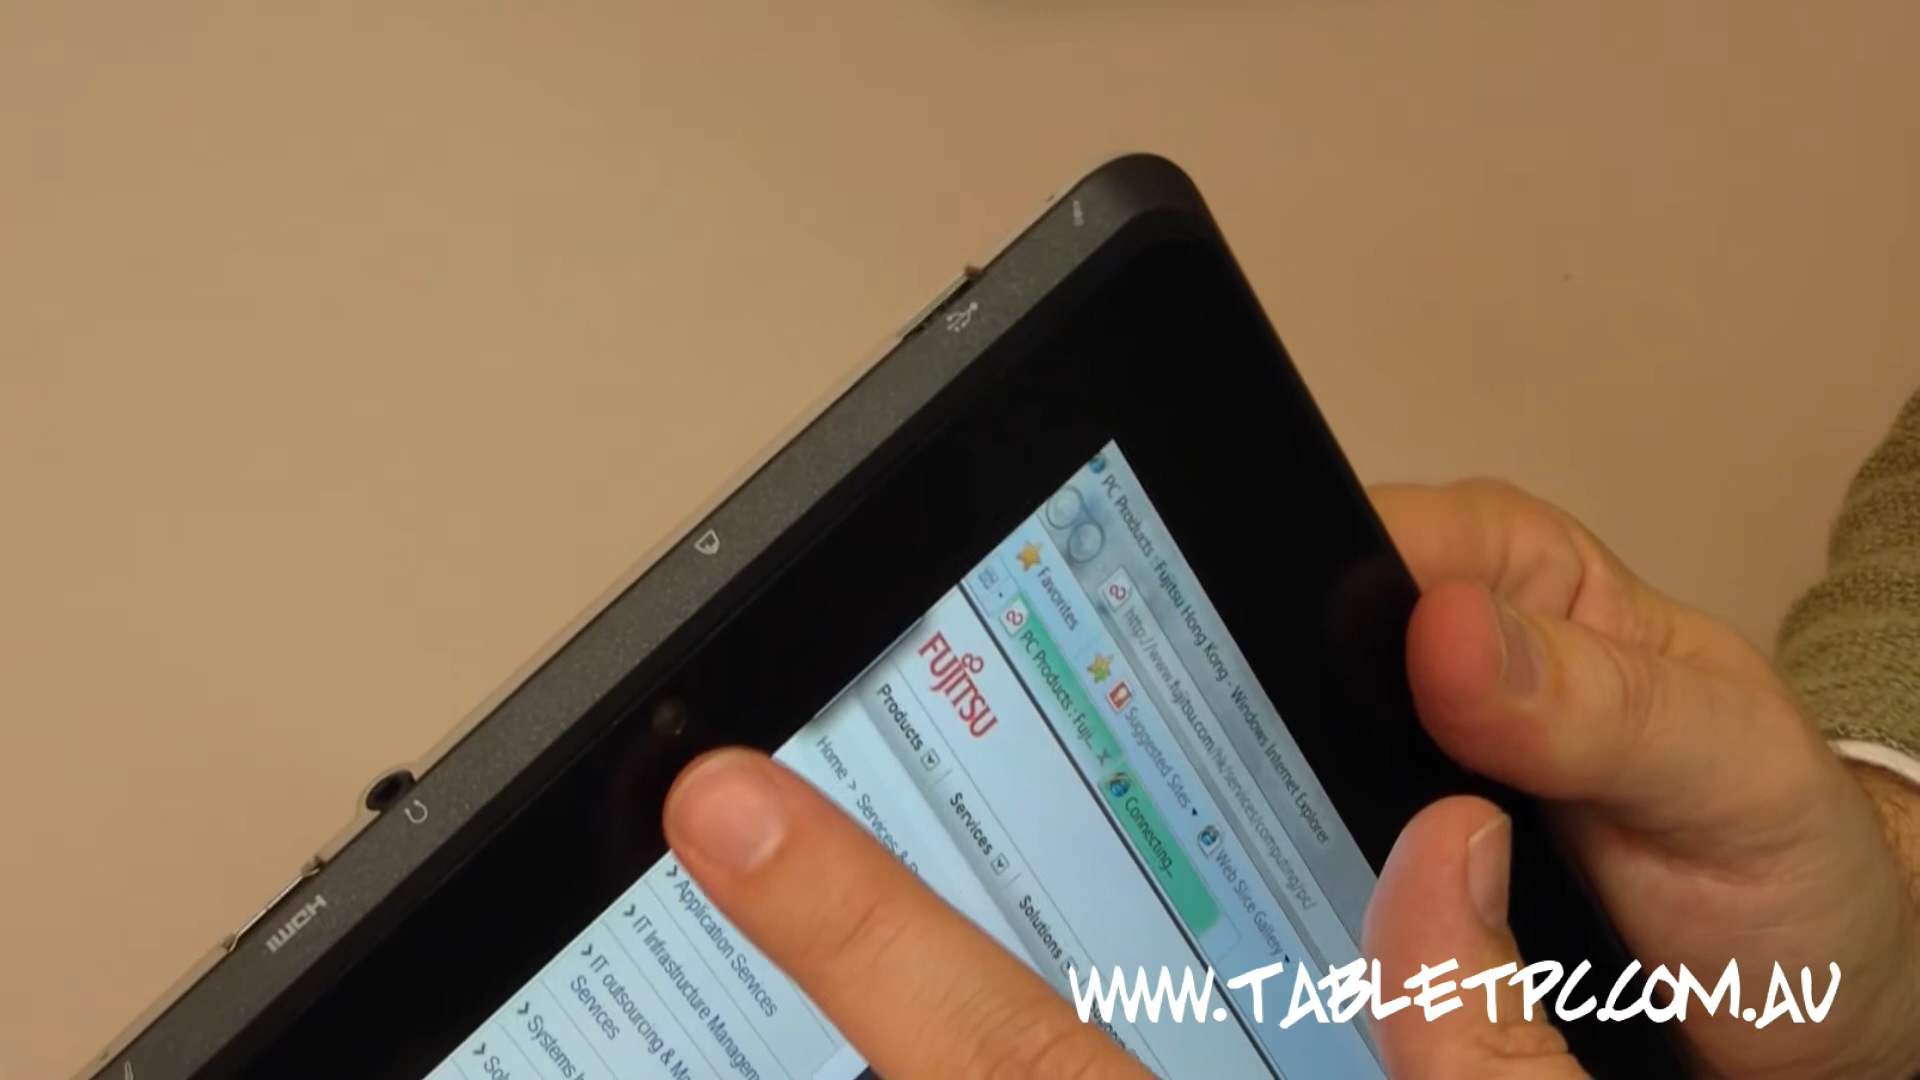 HDMI
PC Products : Fujitsu Hong Kong - Windows Internet Explorer
http://www.fujitsu.com/hk/services/computing/pc/
Favorites
Suggested Sites
Web Slice Gallery
PC Products : Fuji...
X
Connecting...
FUJITSU
Products
Services
Solutions
Home > Services &
Application Services
IT Infrastructure
IT outsourcing &
Services
Systems
WWW.TABLETPC.COM.AU